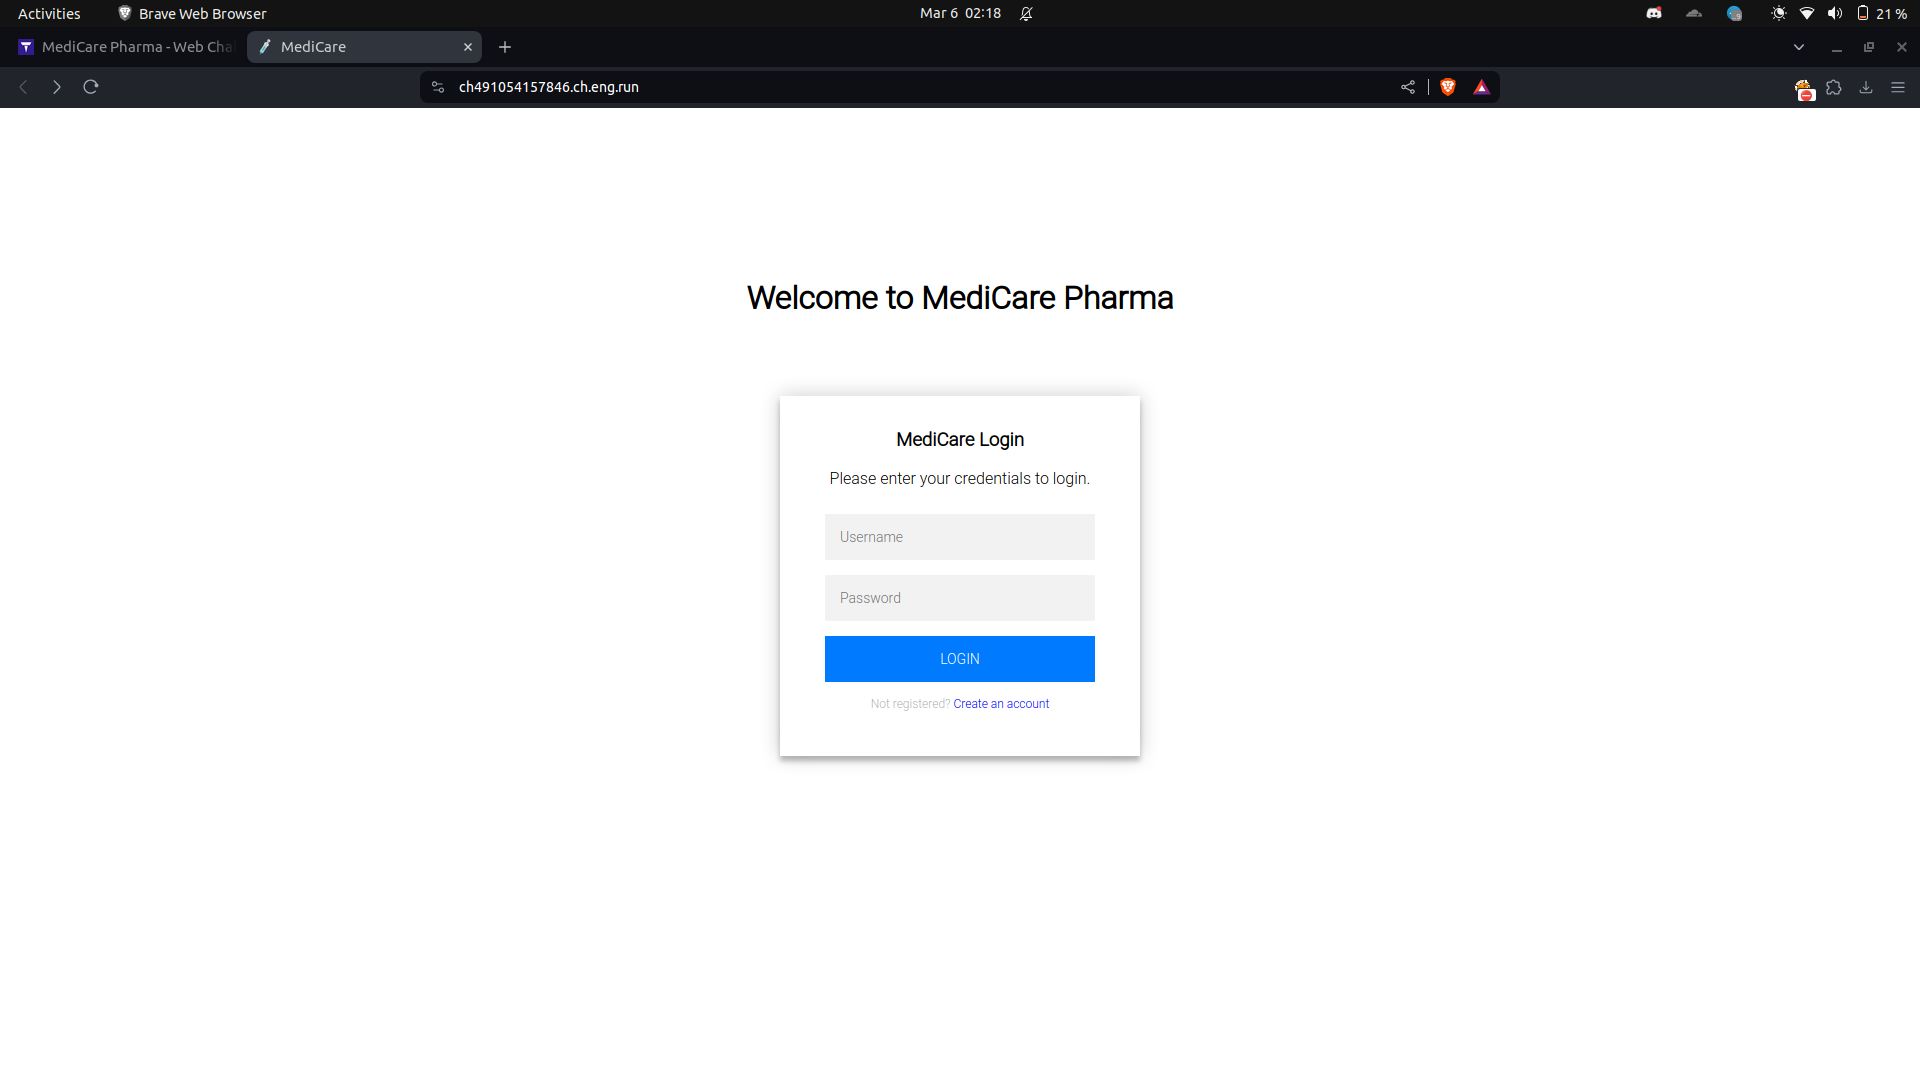 Activities Brave Web Browser Mar 6 02:18 21 %
MediCare Pharma - Web Cha MediCare
ch491054157846.ch.eng.run
Welcome to MediCare Pharma
MediCare Login
Please enter your credentials to login.
Username
Password
LOGIN
Not registered? Create an account